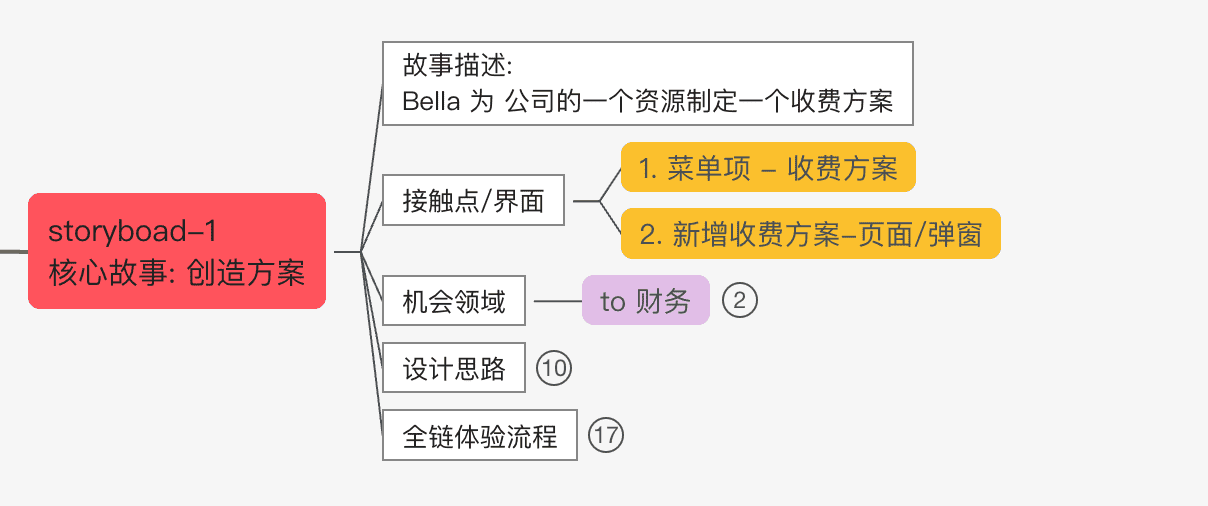 故事描述:
Bella 为 公司的一个资源制定一个收费方案
1. 菜单项 – 收费方案
接触点/界面
2. 新增收费方案–页面/弹窗
storyboad–1
核心故事: 创造方案
机会领域
to 财务
2
设计思路
10
全链体验流程
17